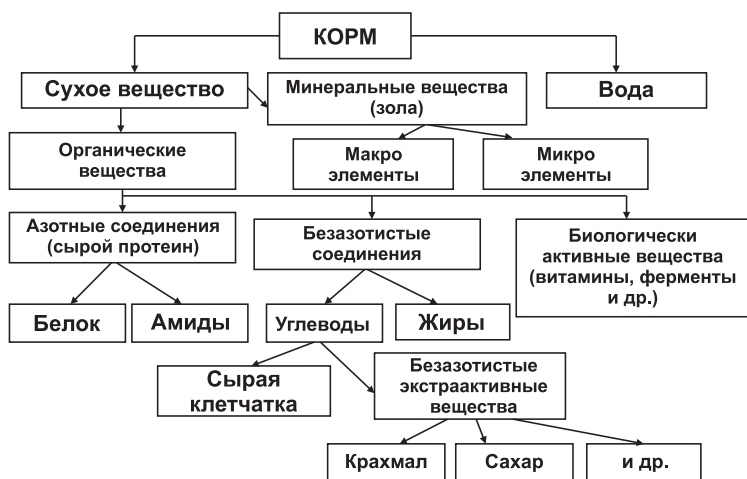 КОРМ
Сухое вещество
Минеральные вещества
(зола)
Вода
Органические
вещества
Макро
элементы
Микро
элементы
Азотные соединения
(сырой протеин)
Безазотистые
соединения
Биологически
активные вещества
(витамины, ферменты
и др.)
Белок
Амиды
Углеводы
Жиры
Сырая
клетчатка
Безазотистые
экстраактивные
вещества
Крахмал
Сахар
и др.